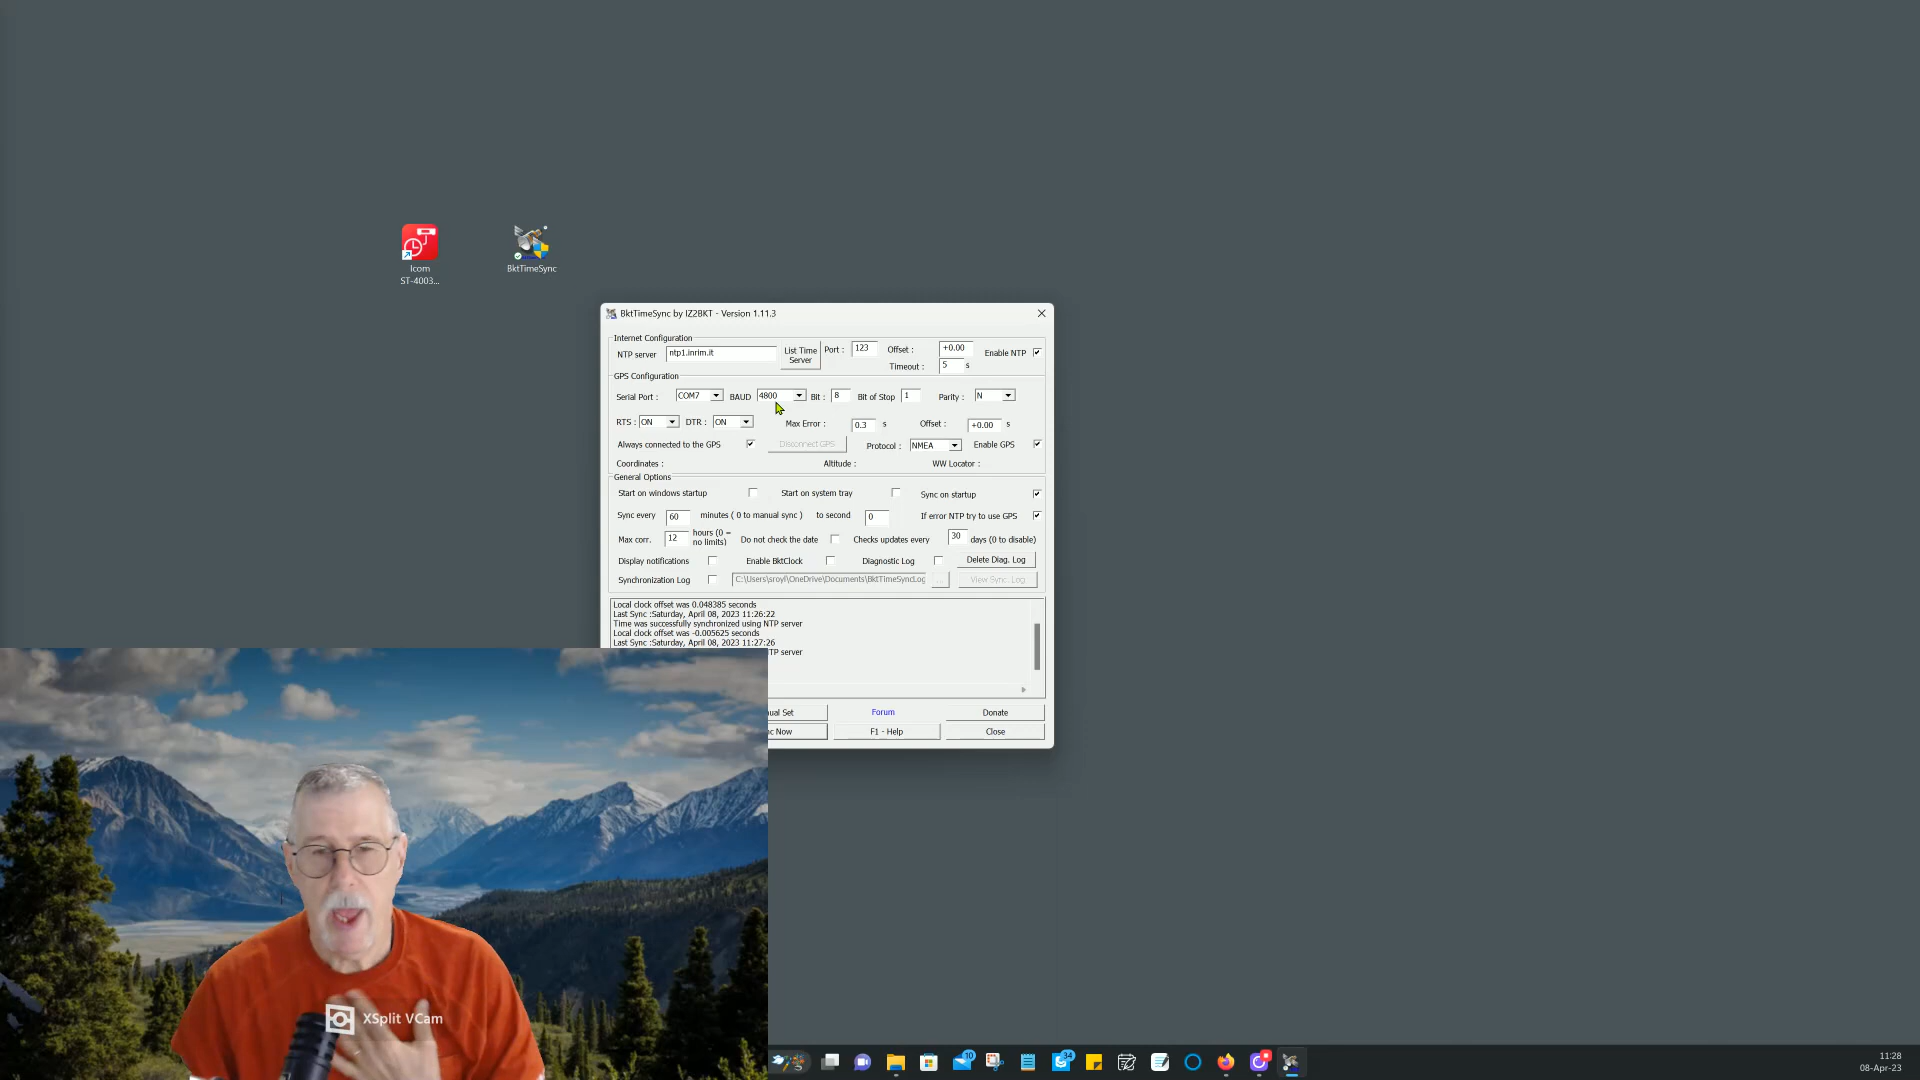 Icom
ST-4003...
BktTimeSync
BktTimeSync by IZ2BKT - Version 1.11.3
Internet Configuration
NTP server ntp1.inrim.it List Time Server Port : 123 Offset : +0.00 Enable NTP
Timeout : 5 s
GPS Configuration
Serial Port : COM7 BAUD 4800 Bit : 8 Bit of Stop 1 Parity : N
RTS : ON DTR : ON Max Error : 0.3 s Offset : +0.00 s
Always connected to the GPS Disconnect GPS Protocol : NMEA Enable GPS
Coordinates : Altitude : WW Locator :
General Options
Start on windows startup Start on system tray Sync on startup
Sync every 60 minutes ( 0 to manual sync ) to second 0 If error NTP try to use GPS
Max corr. 12 hours (0 = no limits) Do not check the date Checks updates every 30 days (0 to disable)
Display notifications Enable BktClock Diagnostic Log Delete Diag. Log
Synchronization Log C:\Users\sroyl\OneDrive\Documents\BktTimeSync.log ... View Sync. Log
Local clock offset was 0.048385 seconds
Last Sync :Saturday, April 08, 2023 11:26:22
Time was successfully synchronized using NTP server
Local clock offset was -0.005625 seconds
Last Sync :Saturday, April 08, 2023 11:27:26
TP server
ual Set Forum Donate
c Now F1 - Help Close
XSplit VCam
10
34
11:28
08-Apr-23